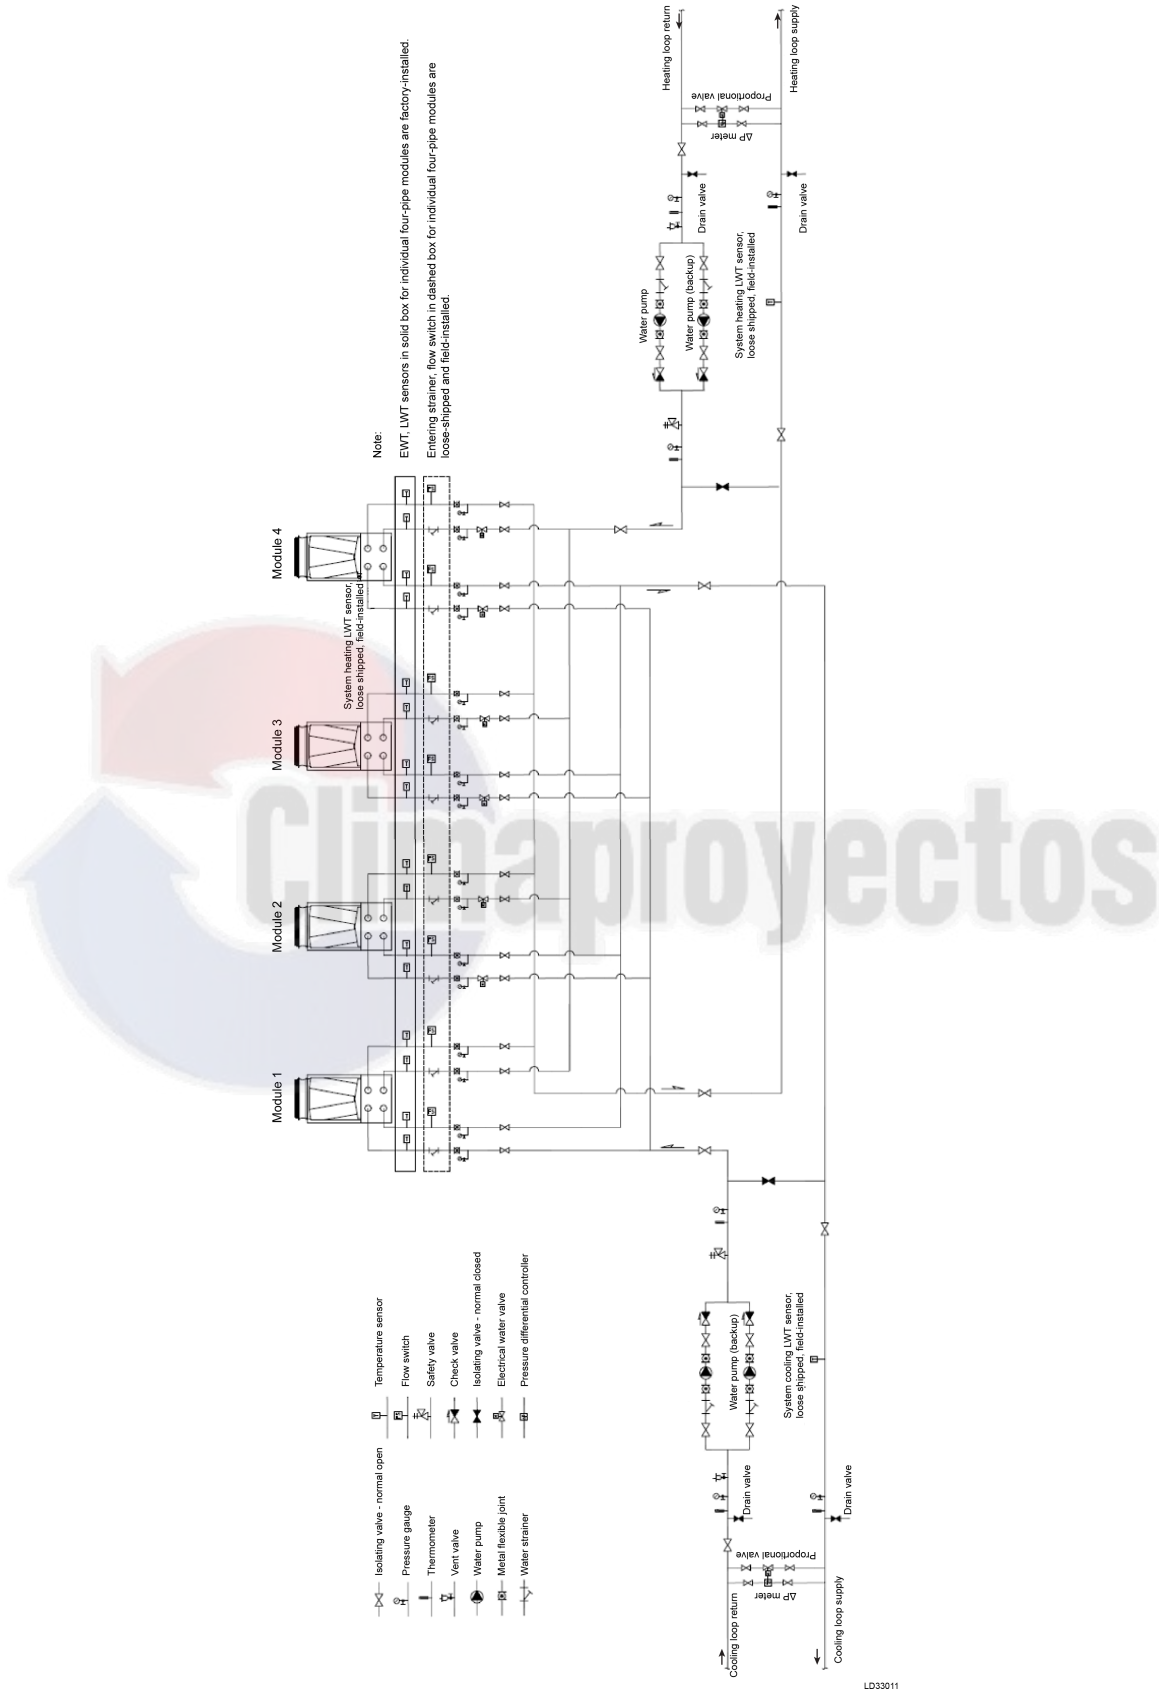 Note:
EWT, LWT sensors in solid box for individual four-pipe modules are factory-installed.
Entering strainer, flow switch in dashed box for individual four-pipe modules are
loose-shipped and field-installed.
Module 1
Module 2
Module 3
Module 4
System heating LWT sensor,
loose shipped, field-installed
Heating loop return
Heating loop supply
Proportional valve
ΔP meter
Drain valve
Drain valve
Water pump
Water pump (backup)
System heating LWT sensor,
loose shipped, field-installed
Climaproyectos
Isolating valve - normal open
Pressure gauge
Thermometer
Vent valve
Water pump
Metal flexible joint
Water strainer
Temperature sensor
Flow switch
Safety valve
Check valve
Isolating valve - normal closed
Electrical water valve
Pressure differential controller
Water pump (backup)
System cooling LWT sensor,
loose shipped, field-installed
Drain valve
Drain valve
Proportional valve
ΔP meter
Cooling loop return
Cooling loop supply
LD33011